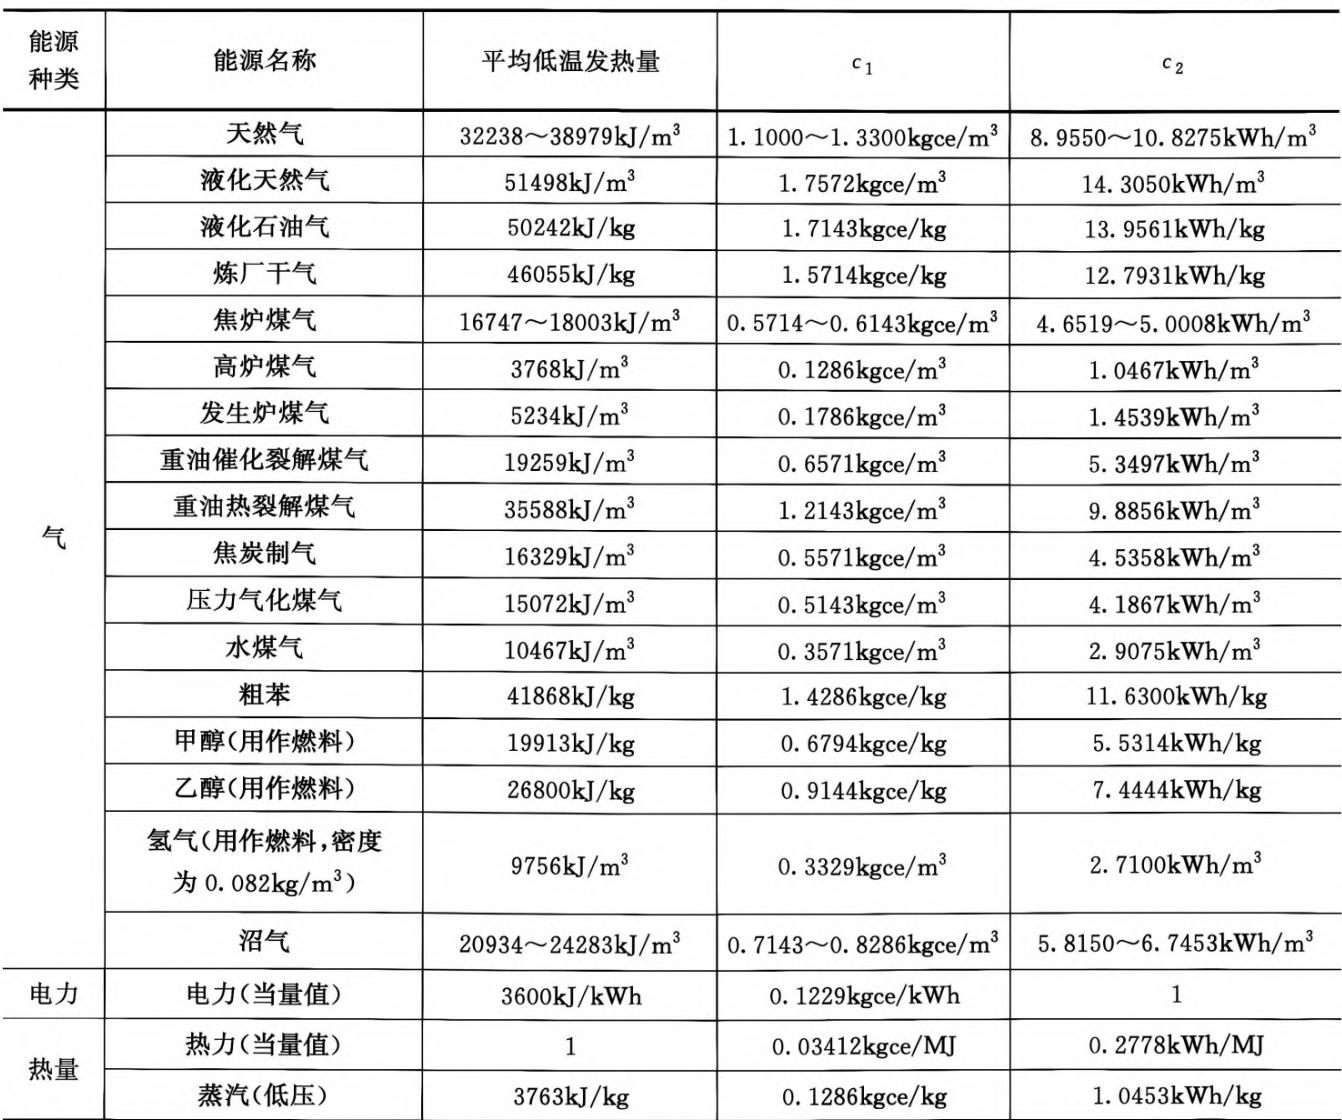 能源种类 能源名称 平均低温发热量 c₁ c₂
气
天然气 32238～38979kJ/m³ 1.1000～1.3300kgce/m³ 8.9550～10.8275kWh/m³
液化天然气 51498kJ/m³ 1.7572kgce/m³ 14.3050kWh/m³
液化石油气 50242kJ/kg 1.7143kgce/kg 13.9561kWh/kg
炼厂干气 46055kJ/kg 1.5714kgce/kg 12.7931kWh/kg
焦炉煤气 16747～18003kJ/m³ 0.5714～0.6143kgce/m³ 4.6519～5.0008kWh/m³
高炉煤气 3768kJ/m³ 0.1286kgce/m³ 1.0467kWh/m³
发生炉煤气 5234kJ/m³ 0.1786kgce/m³ 1.4539kWh/m³
重油催化裂解煤气 19259kJ/m³ 0.6571kgce/m³ 5.3497kWh/m³
重油热裂解煤气 35588kJ/m³ 1.2143kgce/m³ 9.8856kWh/m³
焦炭制气 16329kJ/m³ 0.5571kgce/m³ 4.5358kWh/m³
压力气化煤气 15072kJ/m³ 0.5143kgce/m³ 4.1867kWh/m³
水煤气 10467kJ/m³ 0.3571kgce/m³ 2.9075kWh/m³
粗苯 41868kJ/kg 1.4286kgce/kg 11.6300kWh/kg
甲醇(用作燃料) 19913kJ/kg 0.6794kgce/kg 5.5314kWh/kg
乙醇(用作燃料) 26800kJ/kg 0.9144kgce/kg 7.4444kWh/kg
氢气(用作燃料,密度
为 0.082kg/m³) 9756kJ/m³ 0.3329kgce/m³ 2.7100kWh/m³
沼气 20934～24283kJ/m³ 0.7143～0.8286kgce/m³ 5.8150～6.7453kWh/m³
电力 电力(当量值) 3600kJ/kWh 0.1229kgce/kWh 1
热量
热力(当量值) 1 0.03412kgce/MJ 0.2778kWh/MJ
蒸汽(低压) 3763kJ/kg 0.1286kgce/kg 1.0453kWh/kg